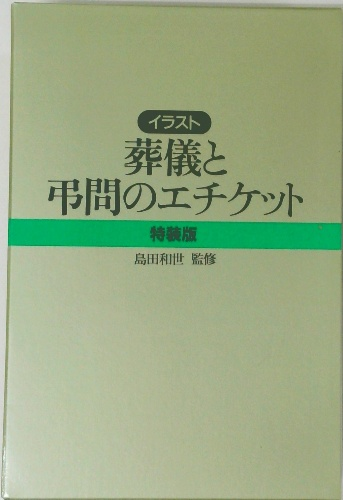 イラスト
葬儀と
弔問のエチケット
特装版
島田和世 監修